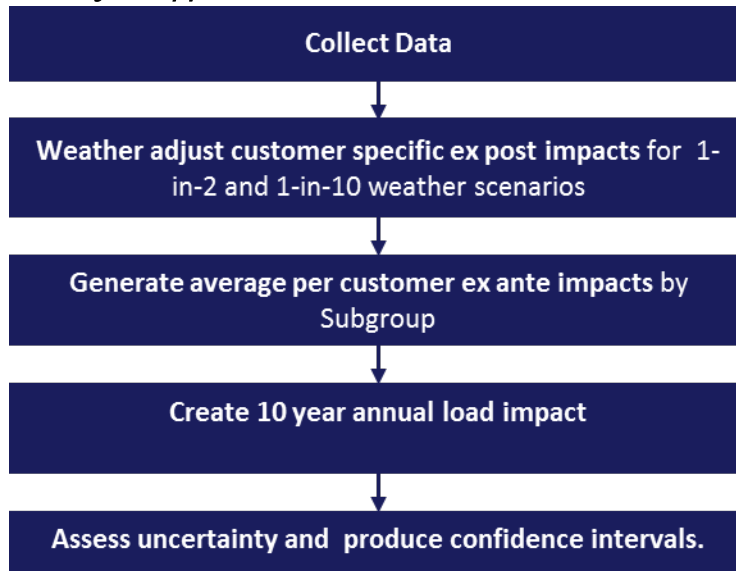 Collect Data
Weather adjust customer specific ex post impacts for 1-
in-2 and 1-in-10 weather scenarios
Generate average per customer ex ante impacts by
Subgroup
Create 10 year annual load impact
Assess uncertainty and produce confidence intervals.